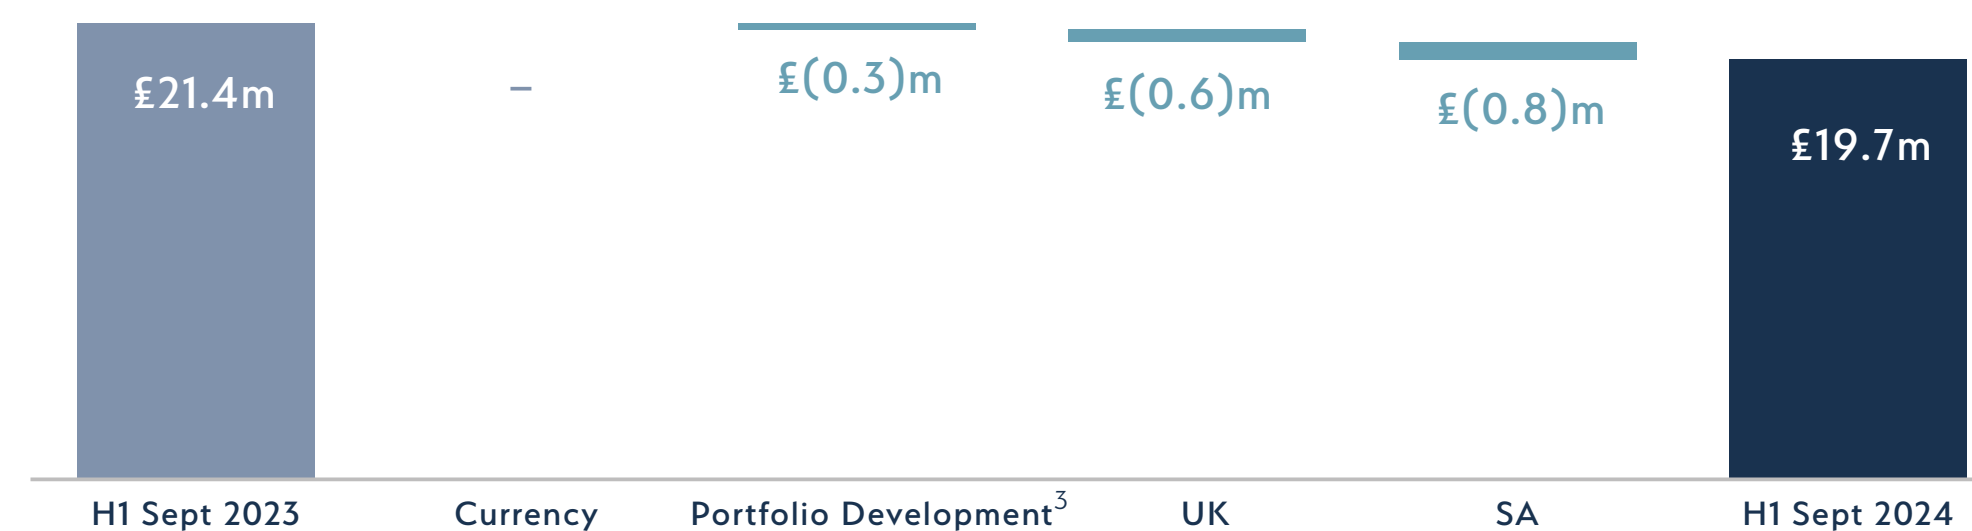 £21.4m
–
£(0.3)m
£(0.6)m
£(0.8)m
£19.7m
H1 Sept 2023
Currency
Portfolio Development³
UK
SA
H1 Sept 2024